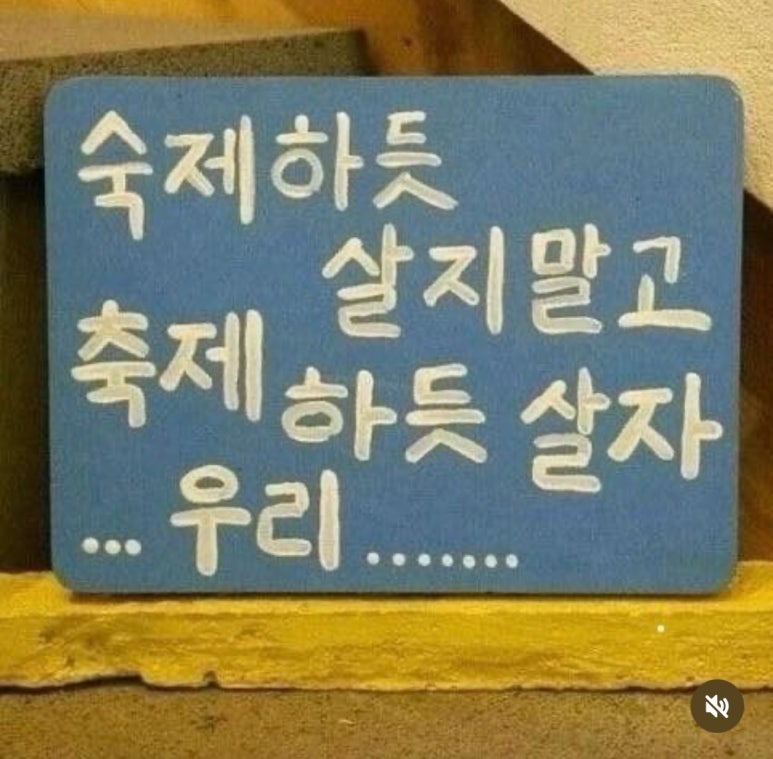 숙제하듯
살지말고
축제
하듯 살자
... 우리 .......